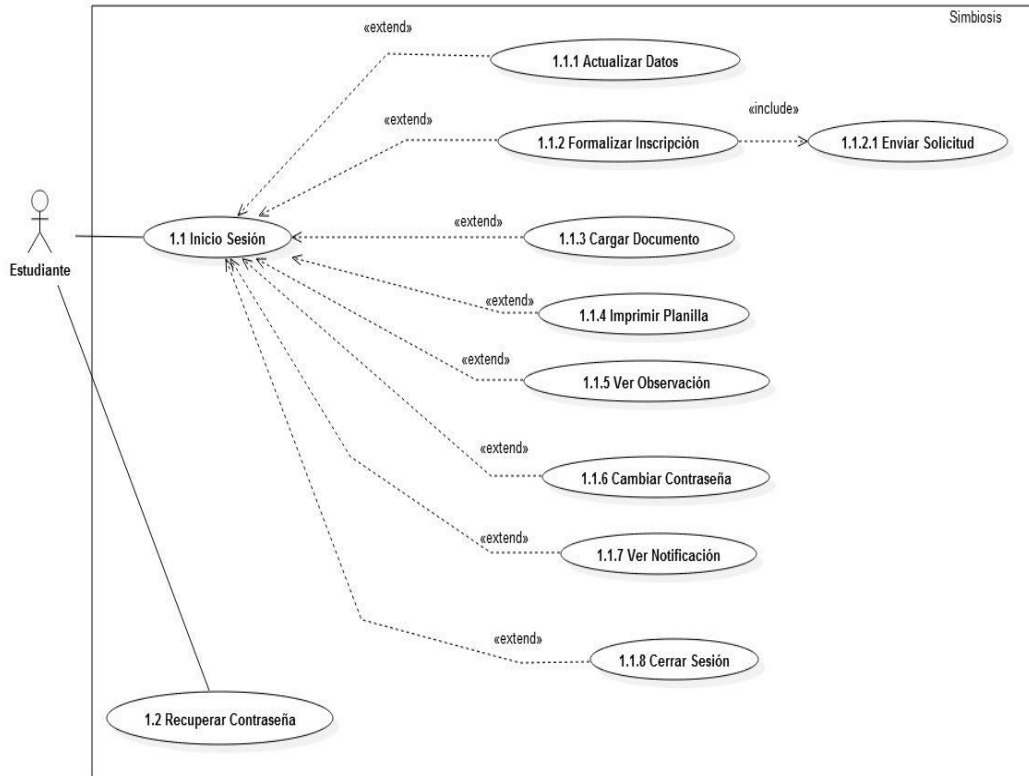 Simbiosis
«extend»
1.1.1 Actualizar Datos
«include»
«extend»
1.1.2 Formalizar Inscripción
1.1.2.1 Envíar Solicitud
«extend»
1.1 Inicio Sesión
1.1.3 Cargar Documento
Estudiante
«extend»
1.1.4 Imprimir Planilla
«extend»
1.1.5 Ver Observación
«extend»
1.1.6 Cambiar Contraseña
«extend»
1.1.7 Ver Notificación
«extend»
1.1.8 Cerrar Sesión
1.2 Recuperar Contraseña